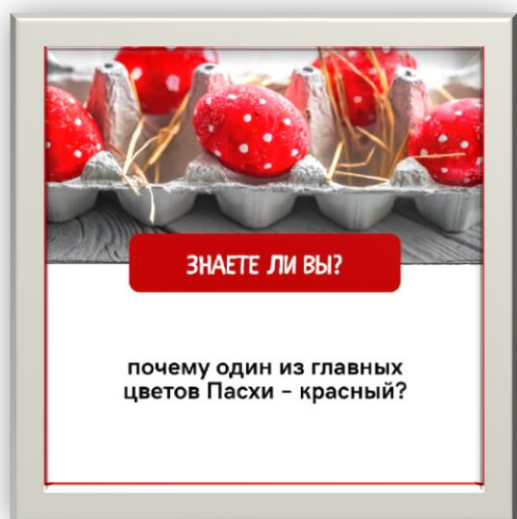 ЗНАЕТЕ ЛИ ВЫ?
почему один из главных
цветов Пасхи – красный?